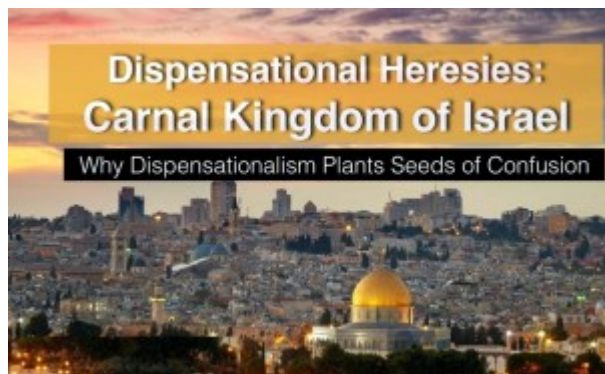 Dispensational Heresies:
Carnal Kingdom of Israel
Why Dispensationalism Plants Seeds of Confusion